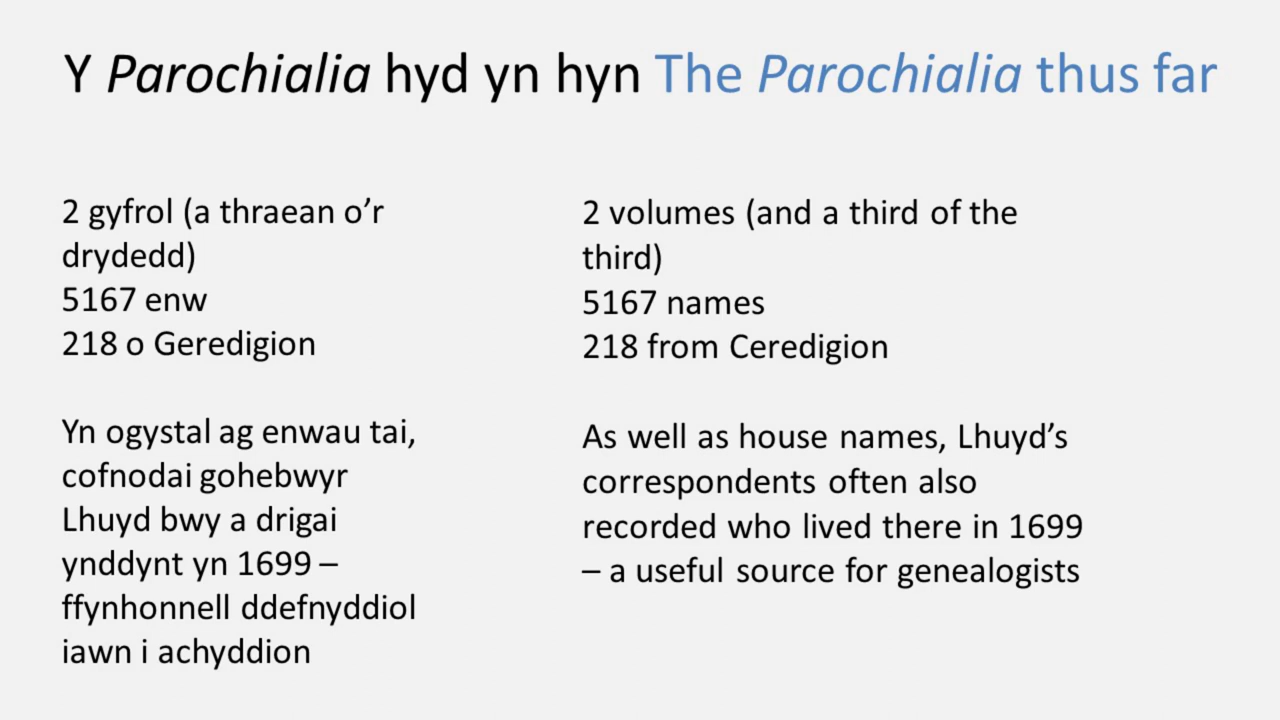 Y Parochialia hyd yn hyn The Parochialia thus far
2 gyfrol (a thraean o’r
drydedd)
5167 enw
218 o Geredigion
Yn ogystal ag enwau tai,
cofnodai gohebwyr
Lhuyd bwy a drigai
ynddynt yn 1699 –
ffynhonnell ddefnyddiol
iawn i achyddion
2 volumes (and a third of the
third)
5167 names
218 from Ceredigion
As well as house names, Lhuyd’s
correspondents often also
recorded who lived there in 1699
– a useful source for genealogists